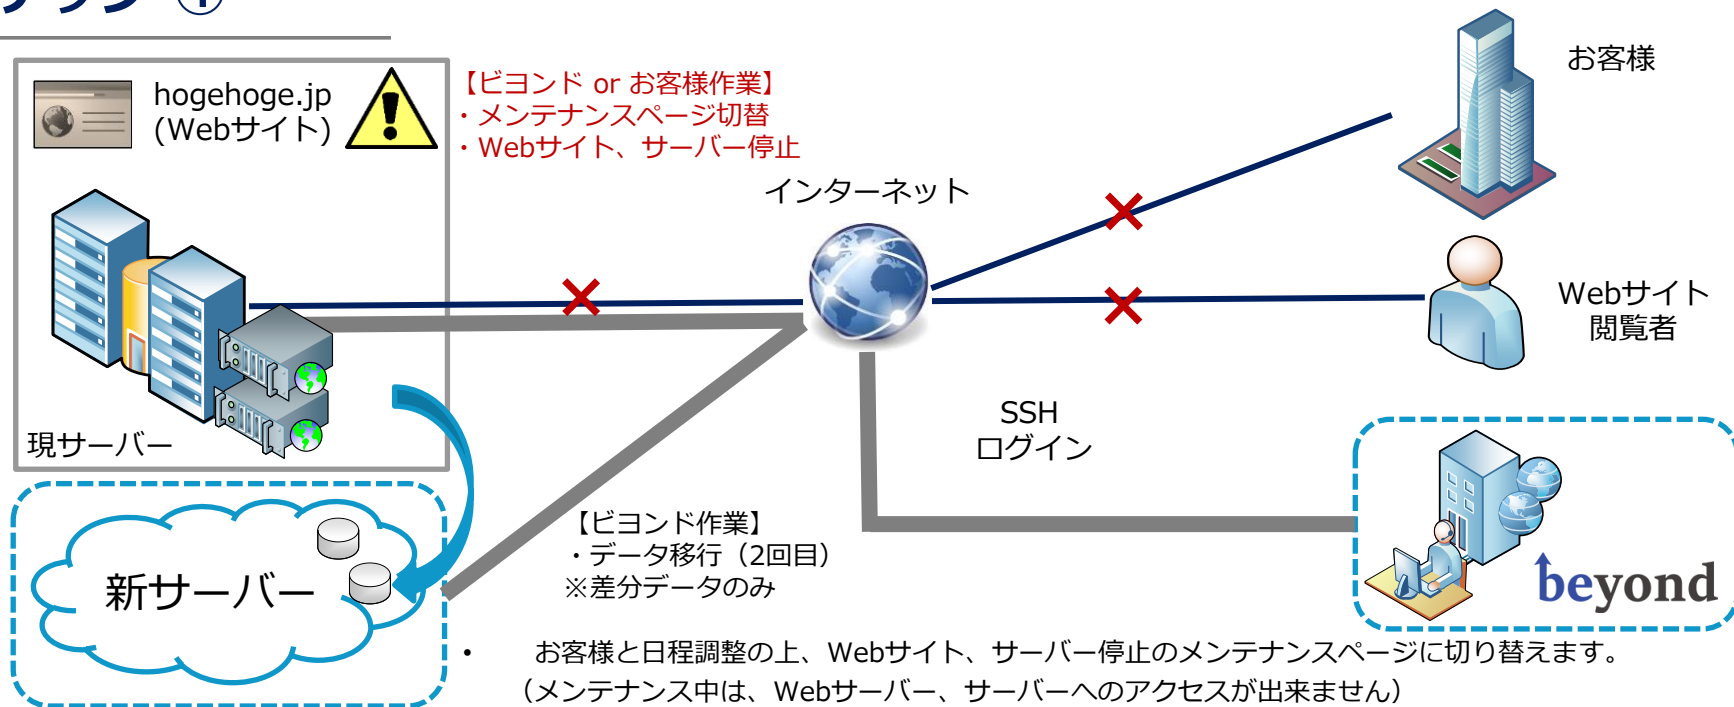 hogehoge.jp
(Webサイト)
【ビヨンド or お客様作業】
・メンテナンスページ切替
・Webサイト、サーバー停止
お客様
インターネット
Webサイト
閲覧者
現サーバー
SSH
ログイン
新サーバー
【ビヨンド作業】
・データ移行（2回目）
※差分データのみ
beyond
• お客様と日程調整の上、Webサイト、サーバー停止のメンテナンスページに切り替えます。
（メンテナンス中は、Webサーバー、サーバーへのアクセスが出来ません）